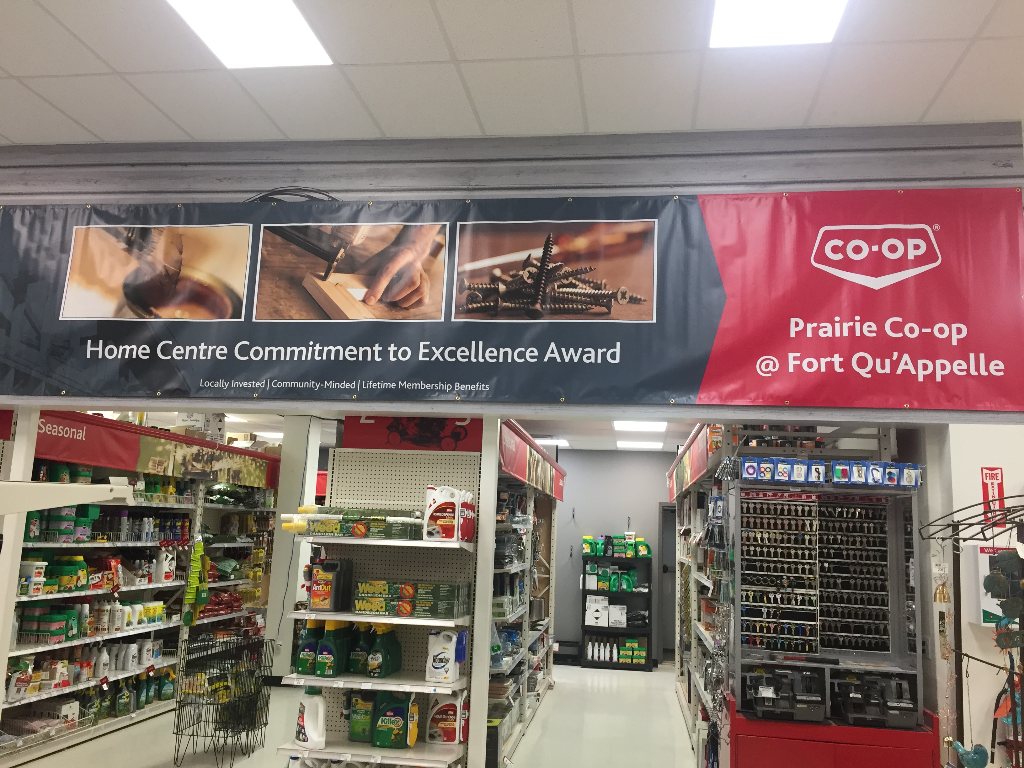 CO-OP®
Prairie Co-op
@ Fort Qu'Appelle
Home Centre Commitment to Excellence Award
Locally Invested | Community-Minded | Lifetime Membership Benefits
Seasonal
FIRE
Killex